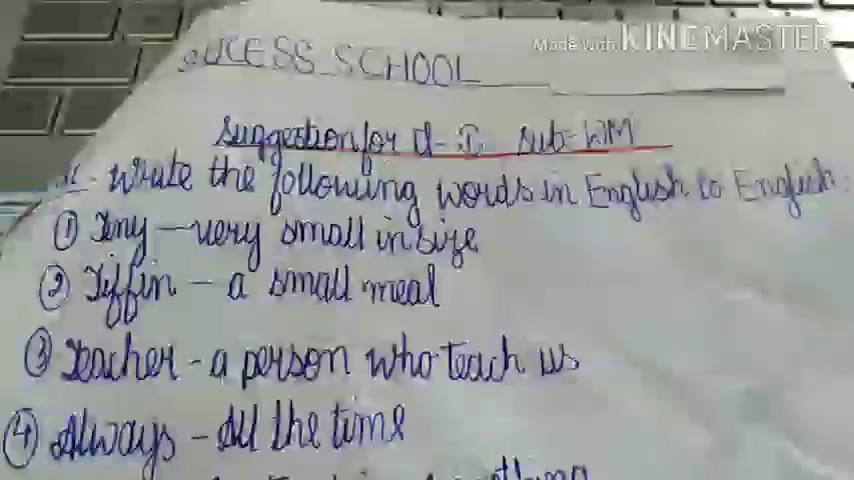 Made with KINEMASTER
SUCESS SCHOOL
Suggestion for cl-I Sub-WM
Write the following words in English to English:
① Tiny - very small in size
② Tiffin - a small meal
③ Teacher - a person who teach us
④ Always - All the time